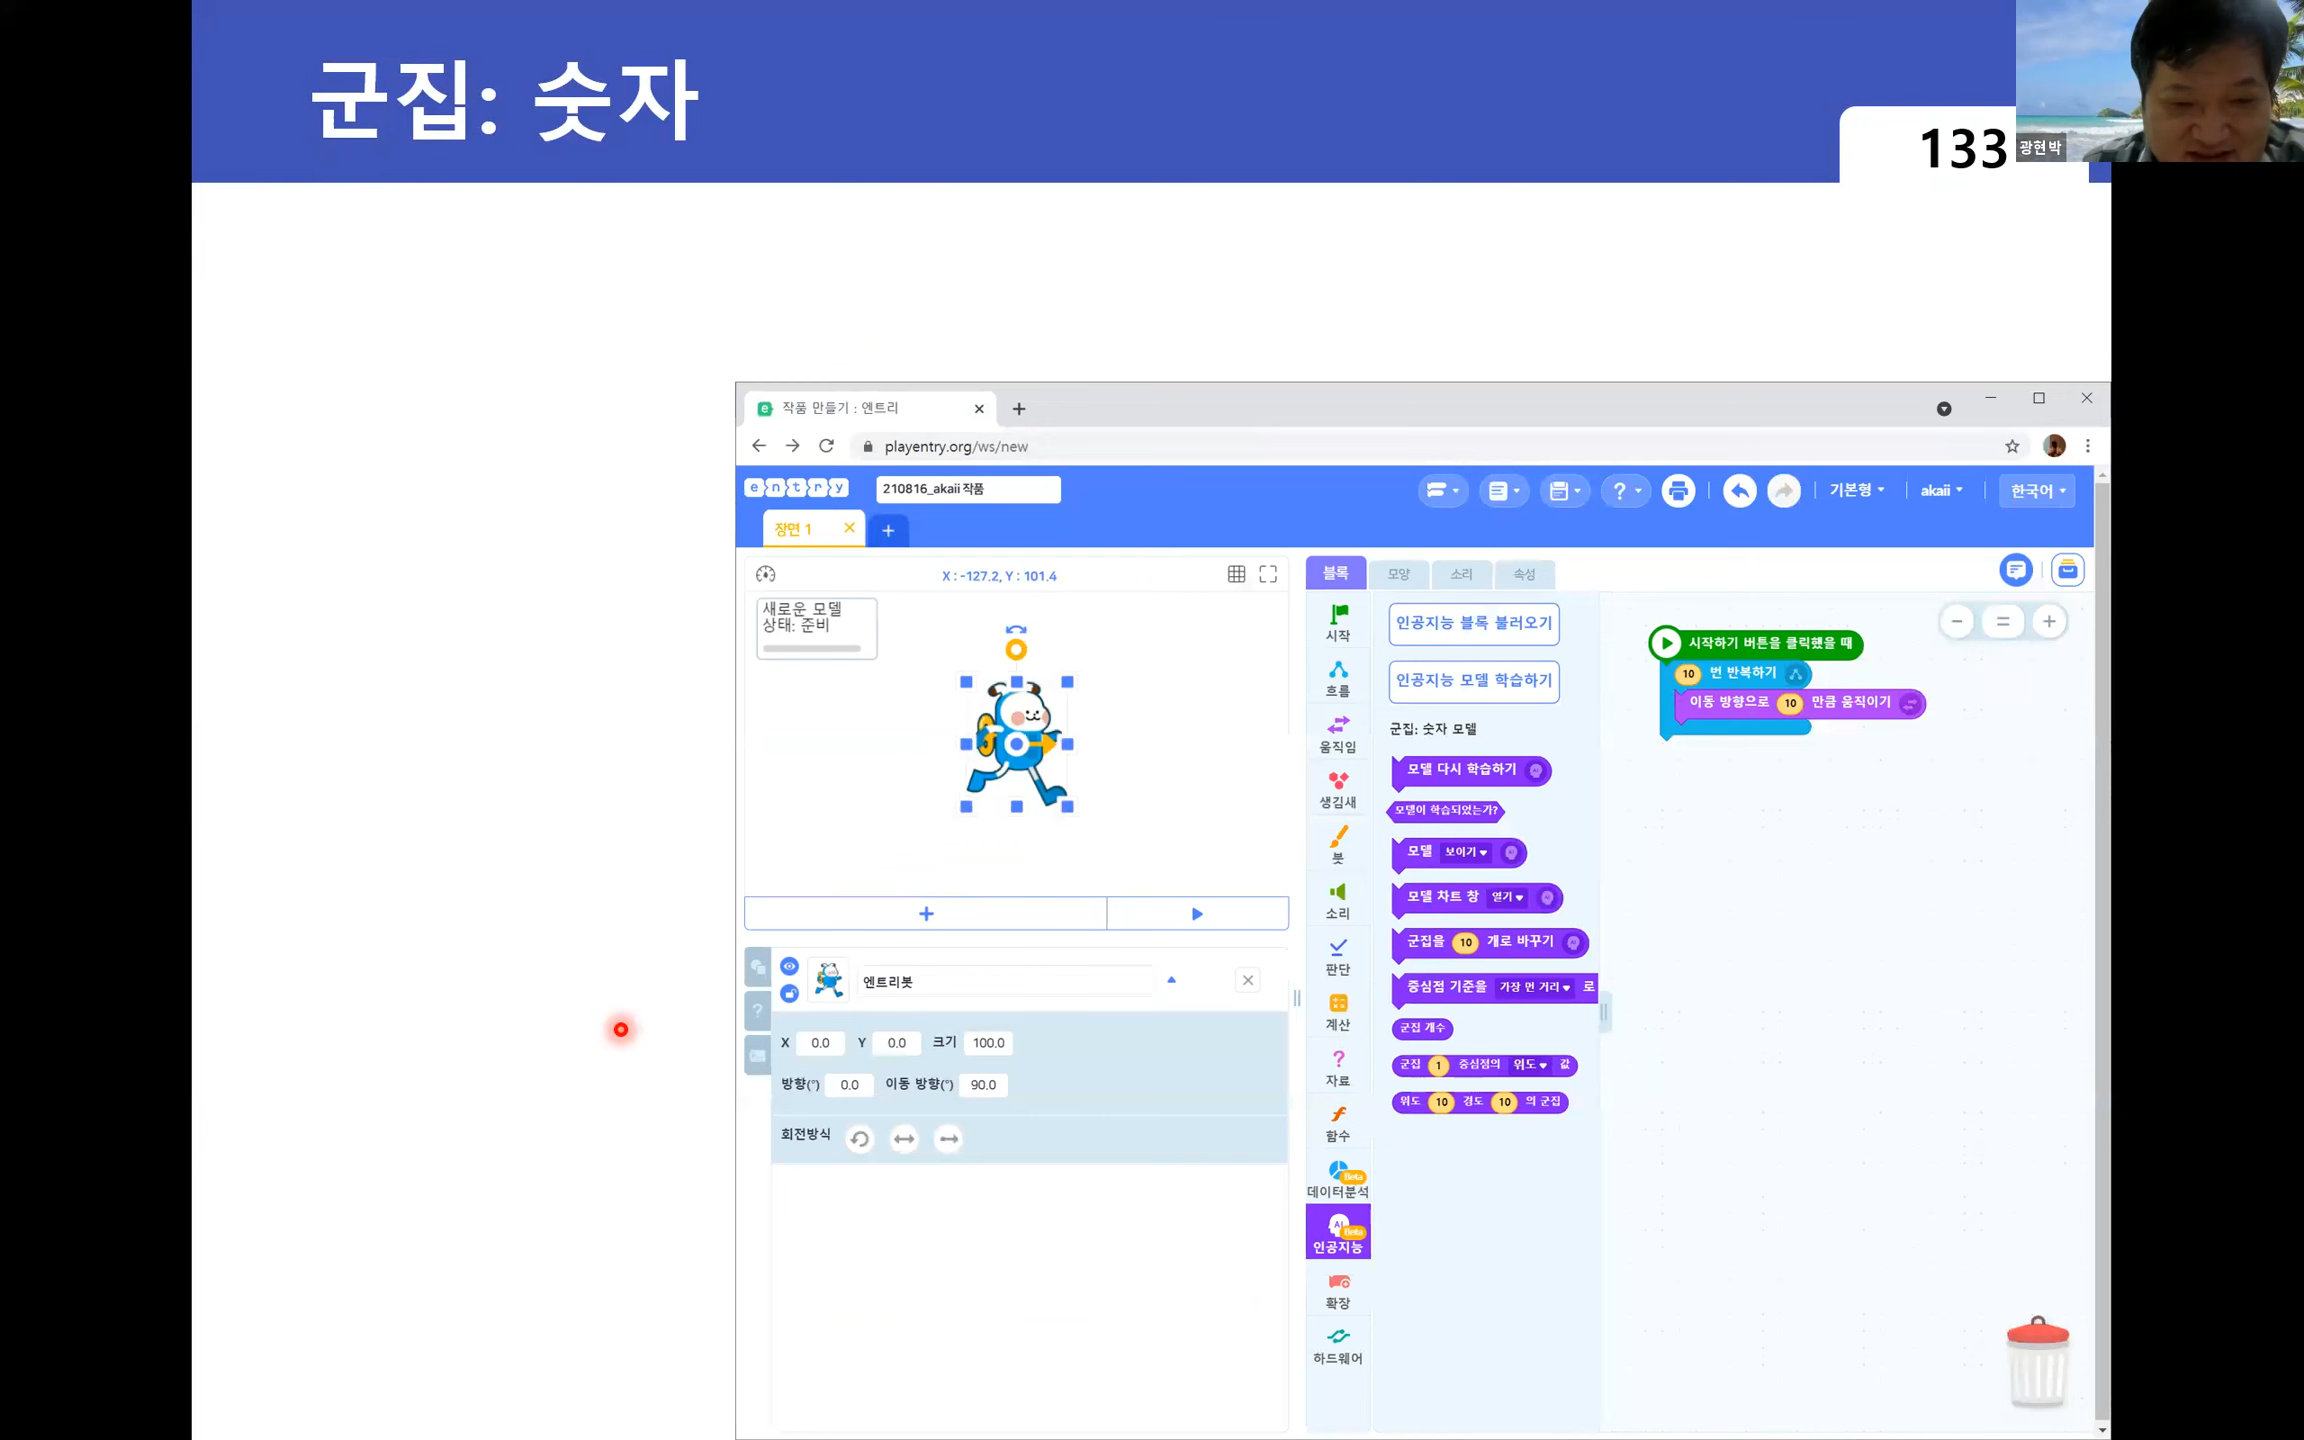 군집: 숫자
133
광현박
작품 만들기 : 엔트리
playentry.org/ws/new
entry
210816_akaii 작품
기본형
akaii
한국어
장면 1
X : -127.2, Y : 101.4
새로운 모델
상태: 준비
엔트리봇
X 0.0 Y 0.0 크기 100.0
방향(°) 0.0 이동 방향(°) 90.0
회전방식
블록
모양
소리
속성
시작
흐름
움직임
생김새
붓
소리
판단
계산
자료
함수
Beta
데이터분석
AI
Beta
인공지능
확장
하드웨어
인공지능 블록 불러오기
인공지능 모델 학습하기
군집: 숫자 모델
모델 다시 학습하기
모델이 학습되었는가?
모델 보이기
모델 차트 창 열기
군집을 10 개로 바꾸기
중심점 기준을 가장 먼 거리 로
군집 개수
군집 1 중심점의 위도 값
위도 10 경도 10 의 군집
시작하기 버튼을 클릭했을 때
10 번 반복하기
이동 방향으로 10 만큼 움직이기